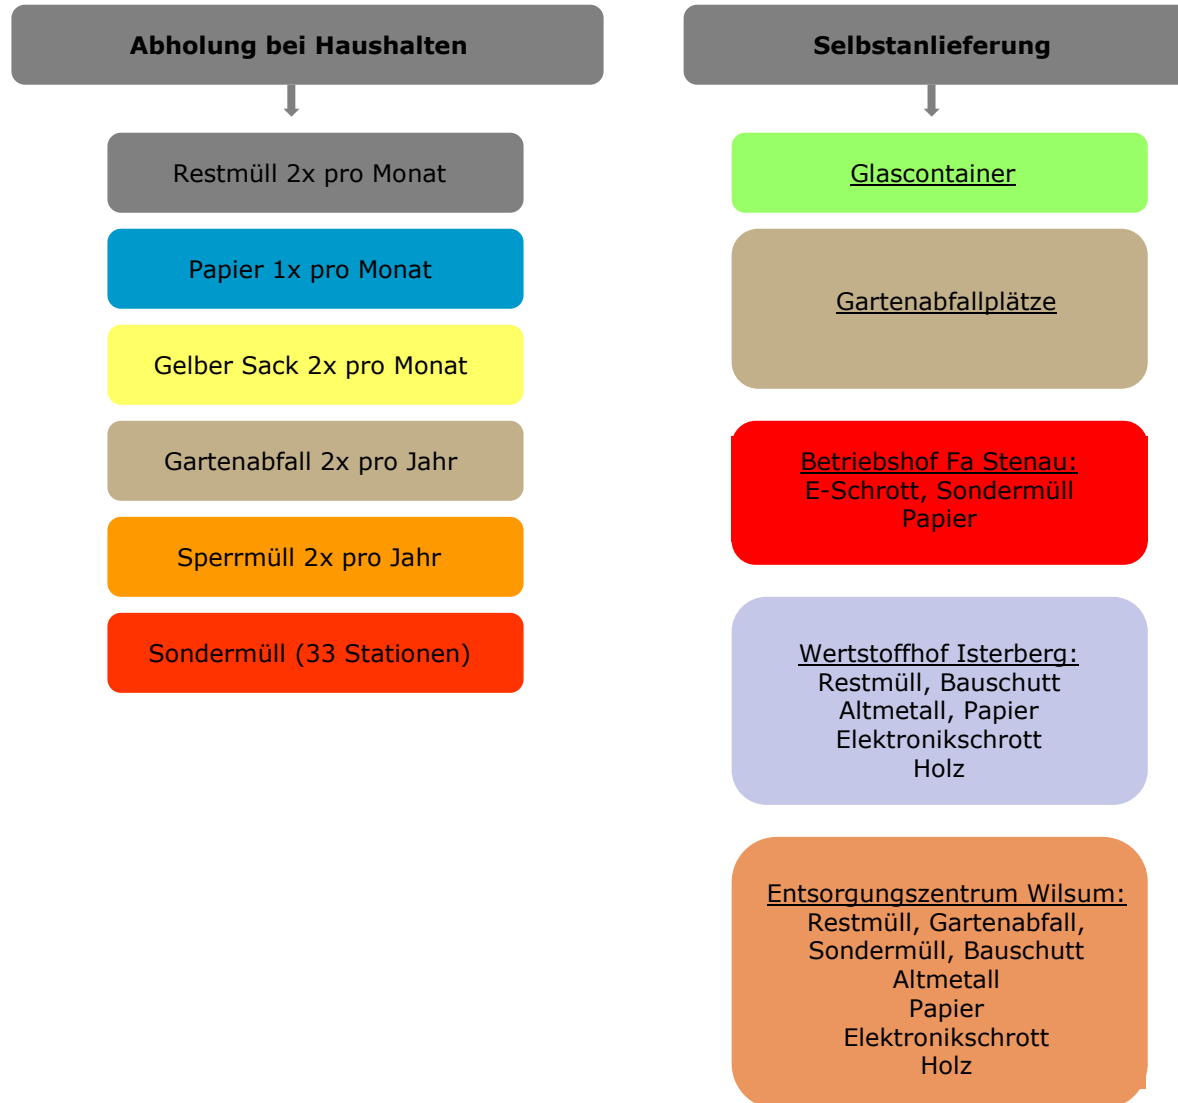 Abholung bei Haushalten
Restmüll 2x pro Monat
Papier 1x pro Monat
Gelber Sack 2x pro Monat
Gartenabfall 2x pro Jahr
Sperrmüll 2x pro Jahr
Sondermüll (33 Stationen)
Selbstanlieferung
Glascontainer
Gartenabfallplätze
Betriebshof Fa Stenau:
E-Schrott, Sondermüll
Papier
Wertstoffhof Isterberg:
Restmüll, Bauschutt
Altmetall, Papier
Elektronikschrott
Holz
Entsorgungszentrum Wilsum:
Restmüll, Gartenabfall,
Sondermüll, Bauschutt
Altmetall
Papier
Elektronikschrott
Holz